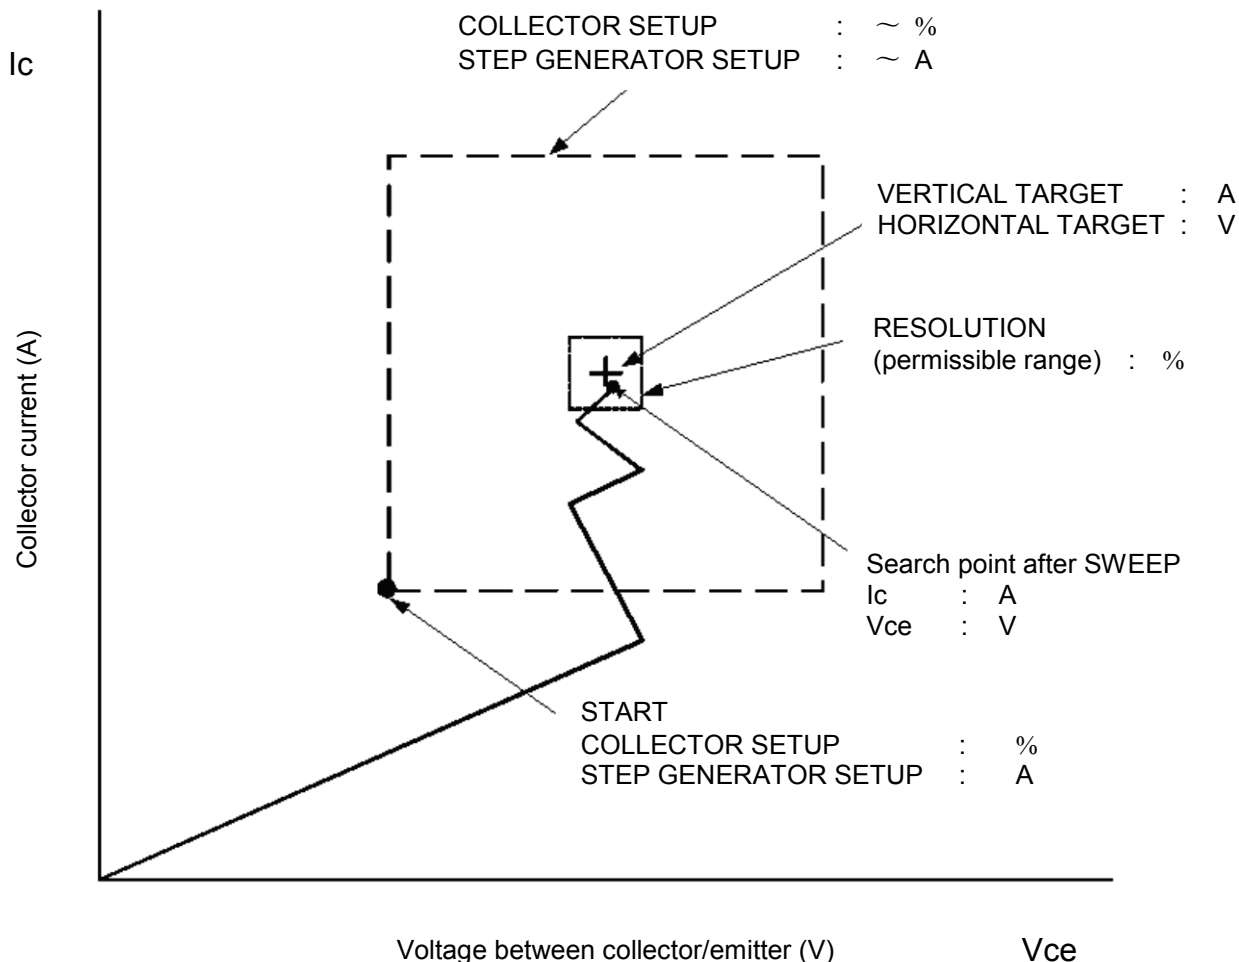 COLLECTOR SETUP : ~ %
STEP GENERATOR SETUP : ~ A
Ic
VERTICAL TARGET : A
HORIZONTAL TARGET : V
RESOLUTION
(permissible range) : %
Collector current (A)
Search point after SWEEP
Ic : A
Vce : V
START
COLLECTOR SETUP : %
STEP GENERATOR SETUP : A
Voltage between collector/emitter (V)
Vce